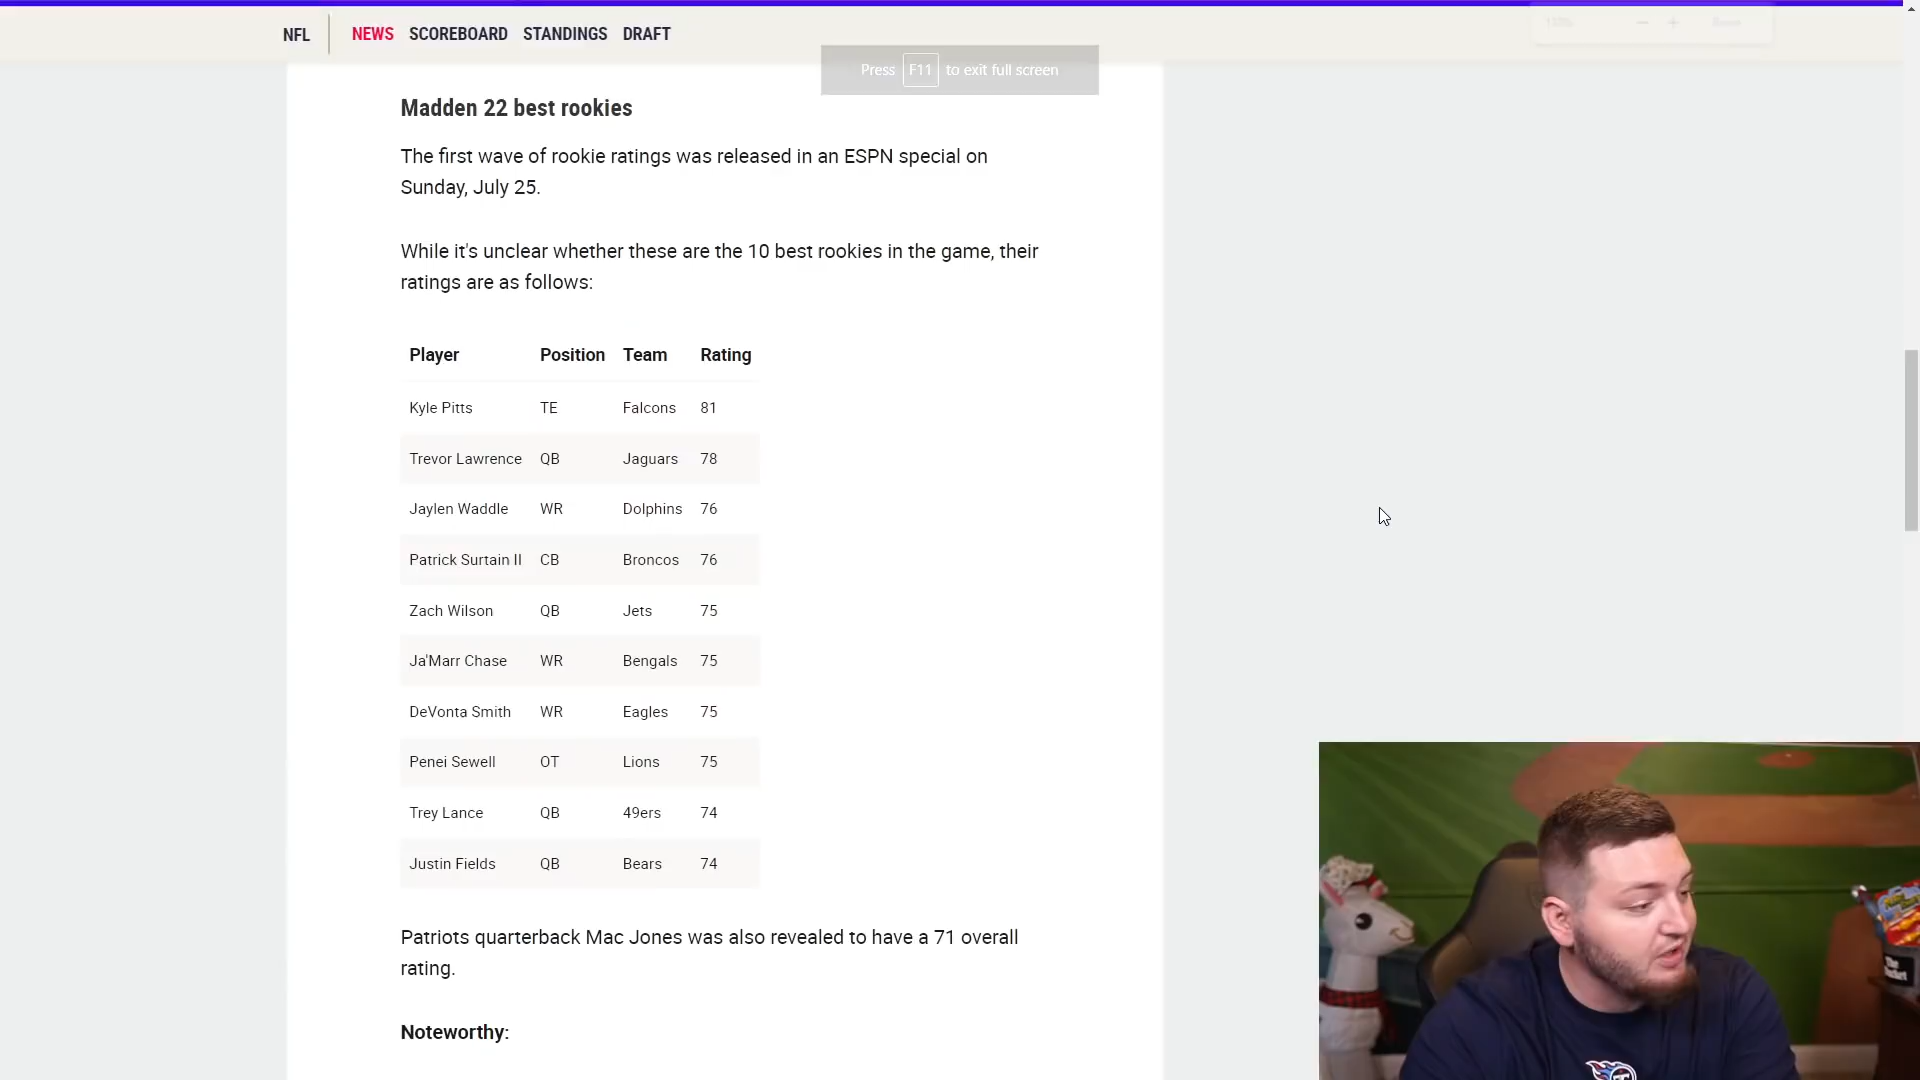 NFL NEWS SCOREBOARD STANDINGS DRAFT
Press F11 to exit full screen
Madden 22 best rookies
The first wave of rookie ratings was released in an ESPN special on
Sunday, July 25.
While it's unclear whether these are the 10 best rookies in the game, their
ratings are as follows:
Player Position Team Rating
Kyle Pitts TE Falcons 81
Trevor Lawrence QB Jaguars 78
Jaylen Waddle WR Dolphins 76
Patrick Surtain II CB Broncos 76
Zach Wilson QB Jets 75
Ja'Marr Chase WR Bengals 75
DeVonta Smith WR Eagles 75
Penei Sewell OT Lions 75
Trey Lance QB 49ers 74
Justin Fields QB Bears 74
Patriots quarterback Mac Jones was also revealed to have a 71 overall
rating.
Noteworthy: